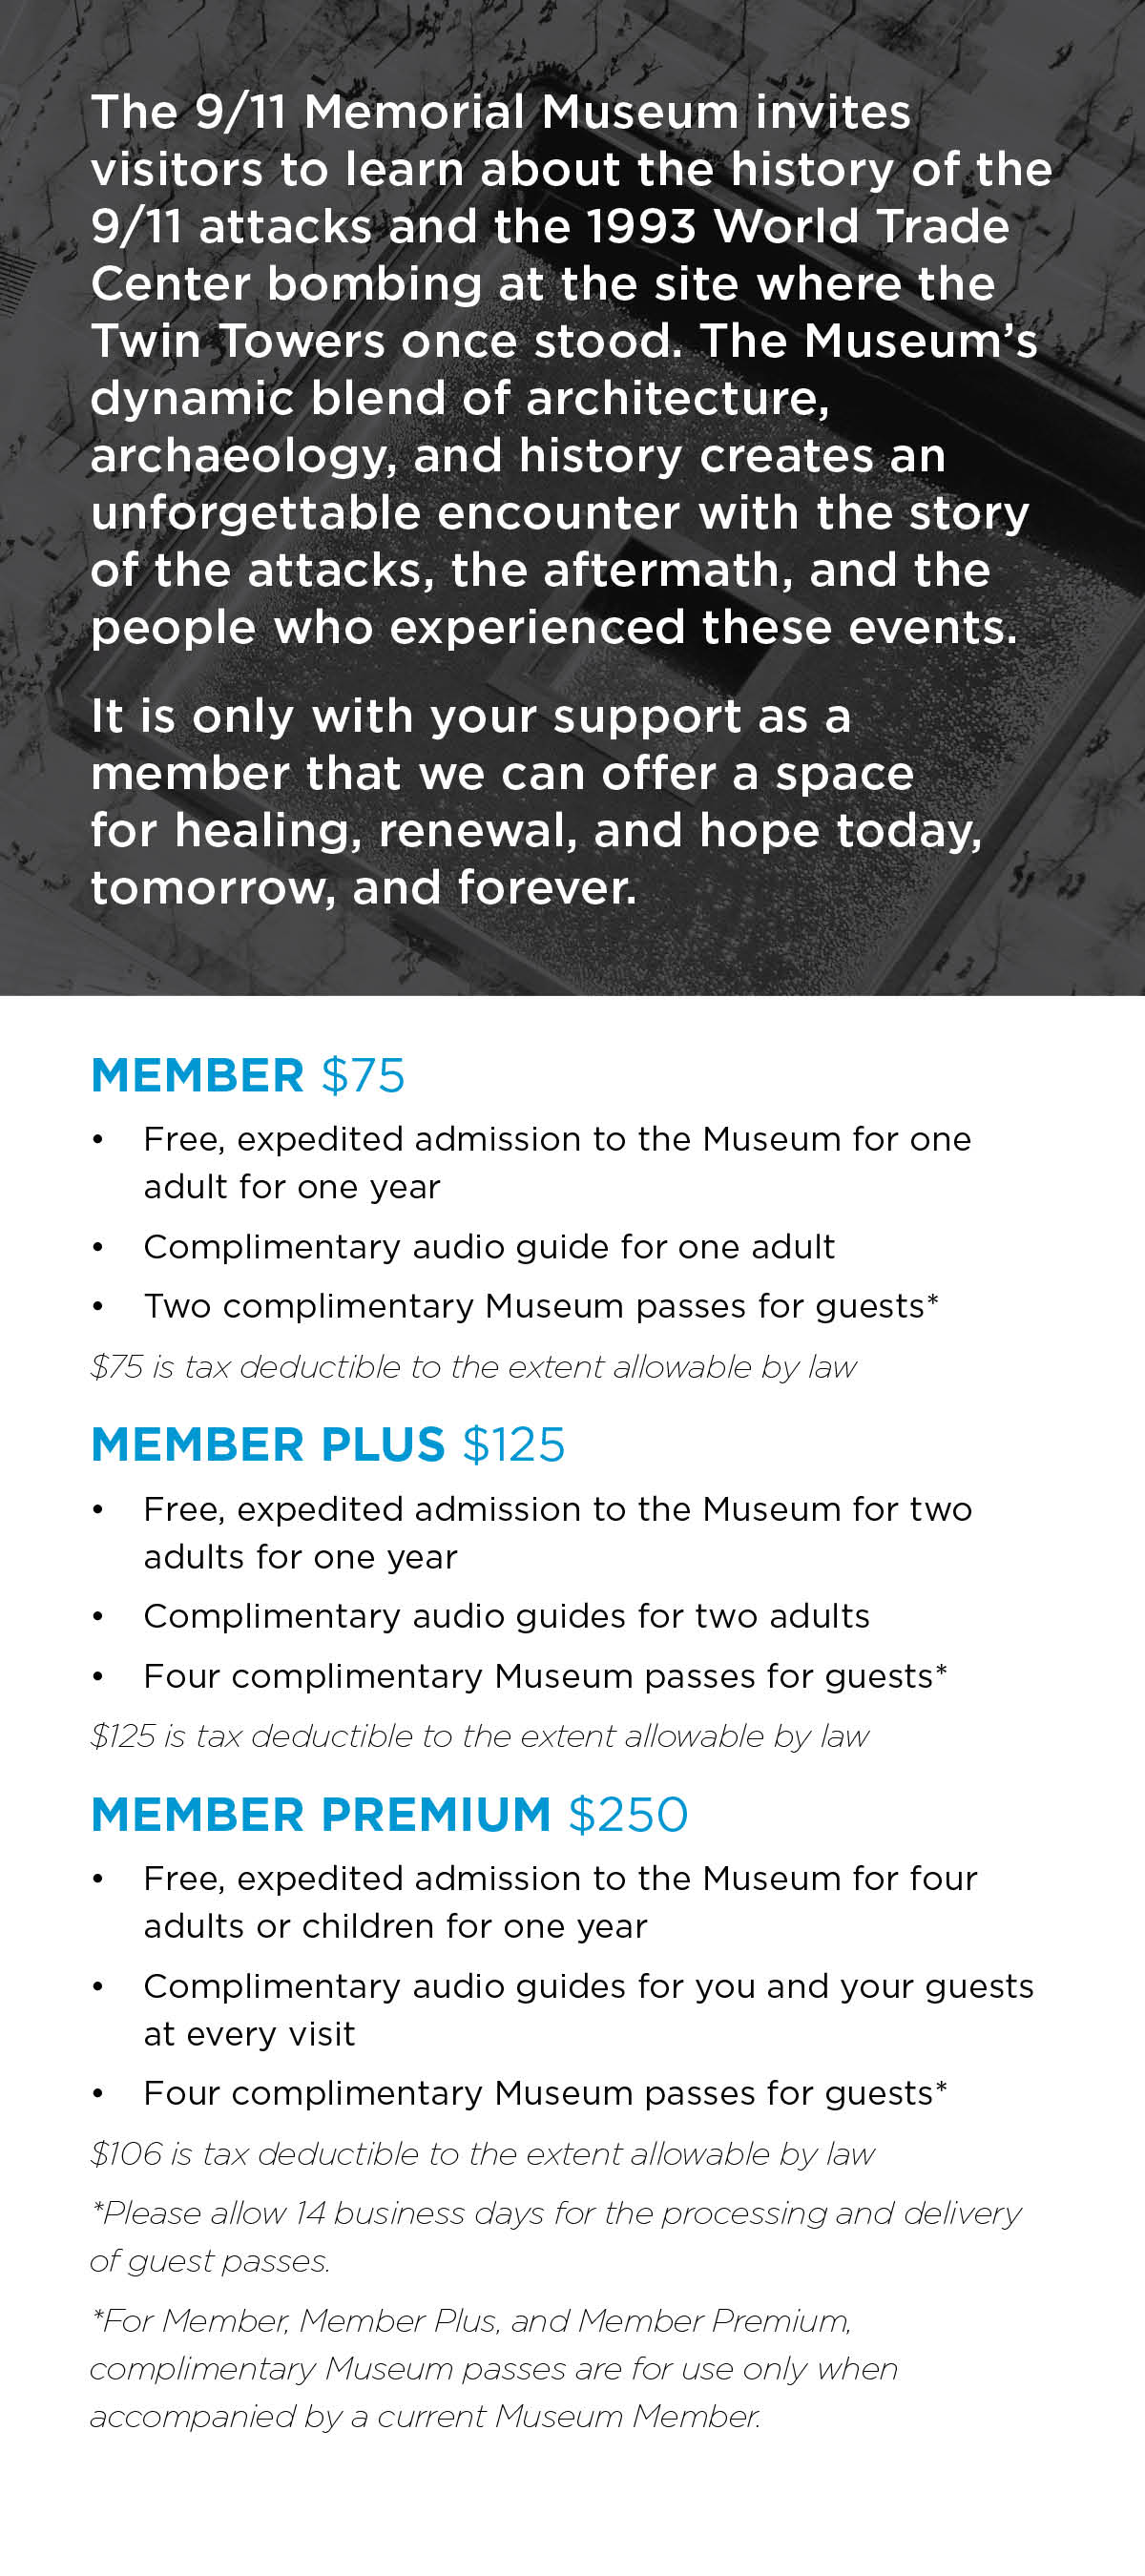 The 9/11 Memorial Museum invites
visitors to learn about the history of the
9/11 attacks and the 1993 World Trade
Center bombing at the site where the
Twin Towers once stood. The Museum’s
dynamic blend of architecture,
archaeology, and history creates an
unforgettable encounter with the story
of the attacks, the aftermath, and the
people who experienced these events.
It is only with your support as a
member that we can offer a space
for healing, renewal, and hope today,
tomorrow, and forever.
MEMBER $75
• Free, expedited admission to the Museum for one
adult for one year
• Complimentary audio guide for one adult
• Two complimentary Museum passes for guests*
$75 is tax deductible to the extent allowable by law
MEMBER PLUS $125
• Free, expedited admission to the Museum for two
adults for one year
• Complimentary audio guides for two adults
• Four complimentary Museum passes for guests*
$125 is tax deductible to the extent allowable by law
MEMBER PREMIUM $250
• Free, expedited admission to the Museum for four
adults or children for one year
• Complimentary audio guides for you and your guests
at every visit
• Four complimentary Museum passes for guests*
$106 is tax deductible to the extent allowable by law
*Please allow 14 business days for the processing and delivery
of guest passes.
*For Member, Member Plus, and Member Premium,
complimentary Museum passes are for use only when
accompanied by a current Museum Member.